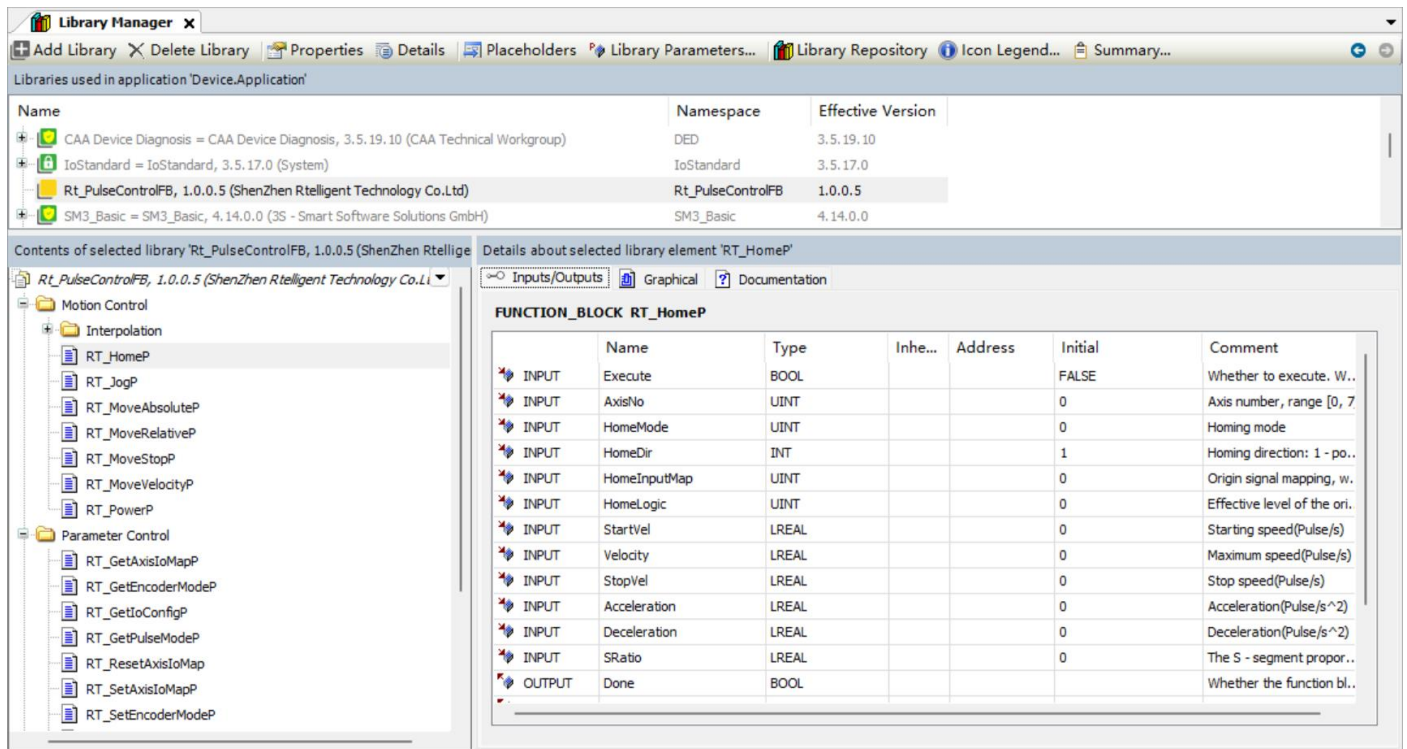 Library Manager
Add Library Delete Library Properties Details Placeholders Library Parameters... Library Repository Icon Legend... Summary...
Libraries used in application 'Device.Application'
Name Namespace Effective Version
CAA Device Diagnosis = CAA Device Diagnosis, 3.5.19.10 (CAA Technical Workgroup) DED 3.5.19.10
IoStandard = IoStandard, 3.5.17.0 (System) IoStandard 3.5.17.0
Rt_PulseControlFB, 1.0.0.5 (ShenZhen Rtelligent Technology Co.Ltd) Rt_PulseControlFB 1.0.0.5
SM3_Basic = SM3_Basic, 4.14.0.0 (3S - Smart Software Solutions GmbH) SM3_Basic 4.14.0.0
Contents of selected library 'Rt_PulseControlFB, 1.0.0.5 (ShenZhen Rtellige
Rt_PulseControlFB, 1.0.0.5 (ShenZhen Rtelligent Technology Co.Lt
Motion Control
Interpolation
RT_HomeP
RT_JogP
RT_MoveAbsoluteP
RT_MoveRelativeP
RT_MoveStopP
RT_MoveVelocityP
RT_PowerP
Parameter Control
RT_GetAxisIoMapP
RT_GetEncoderModeP
RT_GetIoConfigP
RT_GetPulseModeP
RT_ResetAxisIoMap
RT_SetAxisIoMapP
RT_SetEncoderModeP
Details about selected library element 'RT_HomeP'
Inputs/Outputs Graphical Documentation
FUNCTION_BLOCK RT_HomeP
Name Type Inhe... Address Initial Comment
INPUT Execute BOOL FALSE Whether to execute. W..
INPUT AxisNo UINT 0 Axis number, range [0, 7
INPUT HomeMode UINT 0 Homing mode
INPUT HomeDir INT 1 Homing direction: 1 - po..
INPUT HomeInputMap UINT 0 Origin signal mapping, w.
INPUT HomeLogic UINT 0 Effective level of the ori..
INPUT StartVel LREAL 0 Starting speed(Pulse/s)
INPUT Velocity LREAL 0 Maximum speed(Pulse/s)
INPUT StopVel LREAL 0 Stop speed(Pulse/s)
INPUT Acceleration LREAL 0 Acceleration(Pulse/s^2)
INPUT Deceleration LREAL 0 Deceleration(Pulse/s^2)
INPUT SRatio LREAL 0 The S - segment propor..
OUTPUT Done BOOL Whether the function bl..